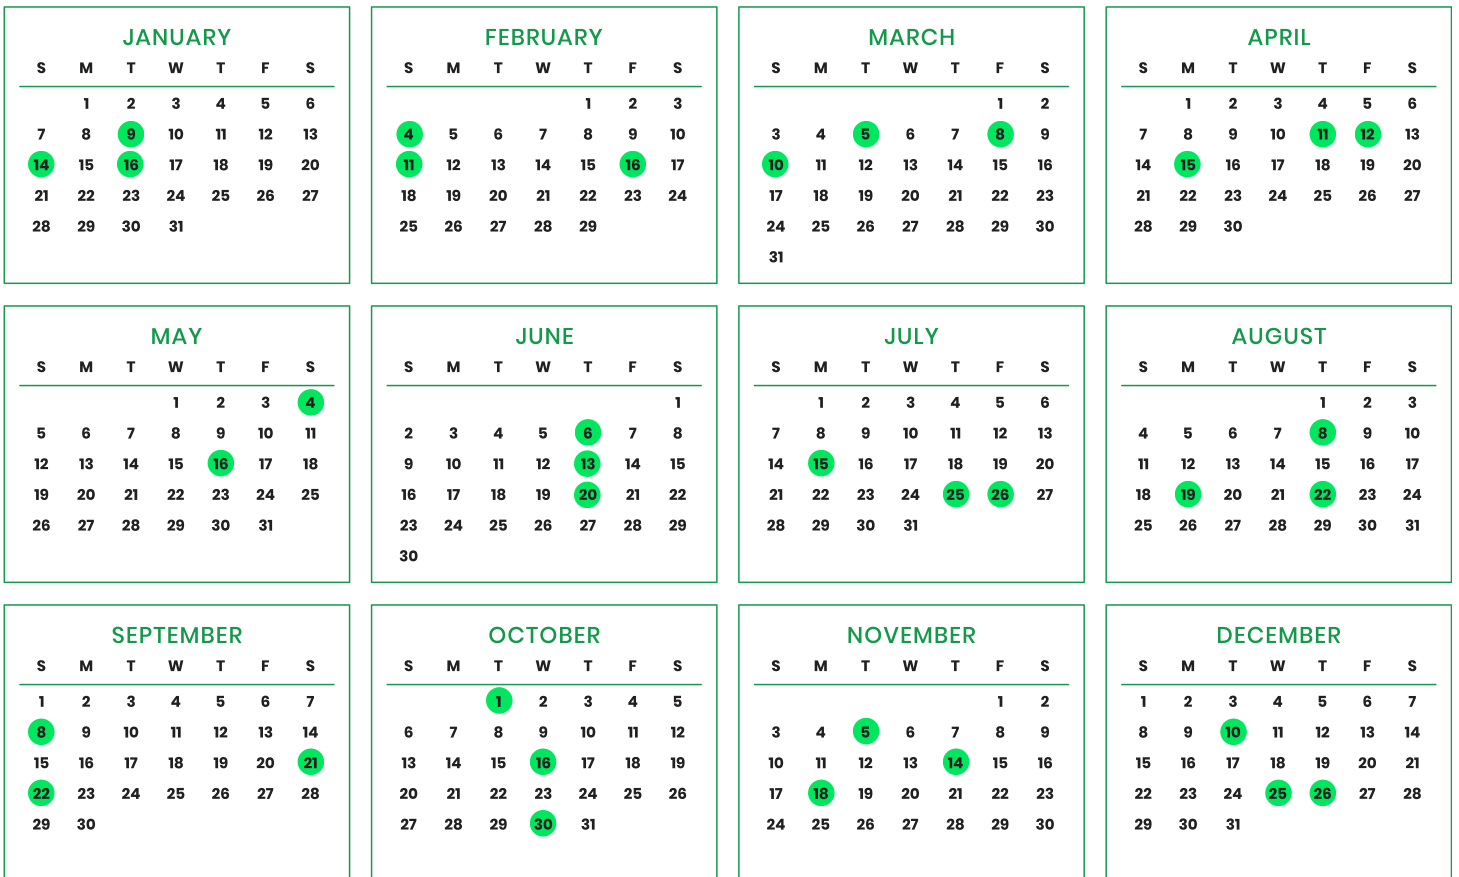 JANUARY
S M T W T F S
1 2 3 4 5 6
7 8 9 10 11 12 13
14 15 16 17 18 19 20
21 22 23 24 25 26 27
28 29 30 31
FEBRUARY
S M T W T F S
1 2 3
4 5 6 7 8 9 10
11 12 13 14 15 16 17
18 19 20 21 22 23 24
25 26 27 28 29
MARCH
S M T W T F S
1 2
3 4 5 6 7 8 9
10 11 12 13 14 15 16
17 18 19 20 21 22 23
24 25 26 27 28 29 30
31
APRIL
S M T W T F S
1 2 3 4 5 6
7 8 9 10 11 12 13
14 15 16 17 18 19 20
21 22 23 24 25 26 27
28 29 30
MAY
S M T W T F S
1 2 3 4
5 6 7 8 9 10 11
12 13 14 15 16 17 18
19 20 21 22 23 24 25
26 27 28 29 30 31
JUNE
S M T W T F S
1
2 3 4 5 6 7 8
9 10 11 12 13 14 15
16 17 18 19 20 21 22
23 24 25 26 27 28 29
30
JULY
S M T W T F S
1 2 3 4 5 6
7 8 9 10 11 12 13
14 15 16 17 18 19 20
21 22 23 24 25 26 27
28 29 30 31
AUGUST
S M T W T F S
1 2 3
4 5 6 7 8 9 10
11 12 13 14 15 16 17
18 19 20 21 22 23 24
25 26 27 28 29 30 31
SEPTEMBER
S M T W T F S
1 2 3 4 5 6 7
8 9 10 11 12 13 14
15 16 17 18 19 20 21
22 23 24 25 26 27 28
29 30
OCTOBER
S M T W T F S
1 2 3 4 5
6 7 8 9 10 11 12
13 14 15 16 17 18 19
20 21 22 23 24 25 26
27 28 29 30 31
NOVEMBER
S M T W T F S
1 2
3 4 5 6 7 8 9
10 11 12 13 14 15 16
17 18 19 20 21 22 23
24 25 26 27 28 29 30
DECEMBER
S M T W T F S
1 2 3 4 5 6 7
8 9 10 11 12 13 14
15 16 17 18 19 20 21
22 23 24 25 26 27 28
29 30 31